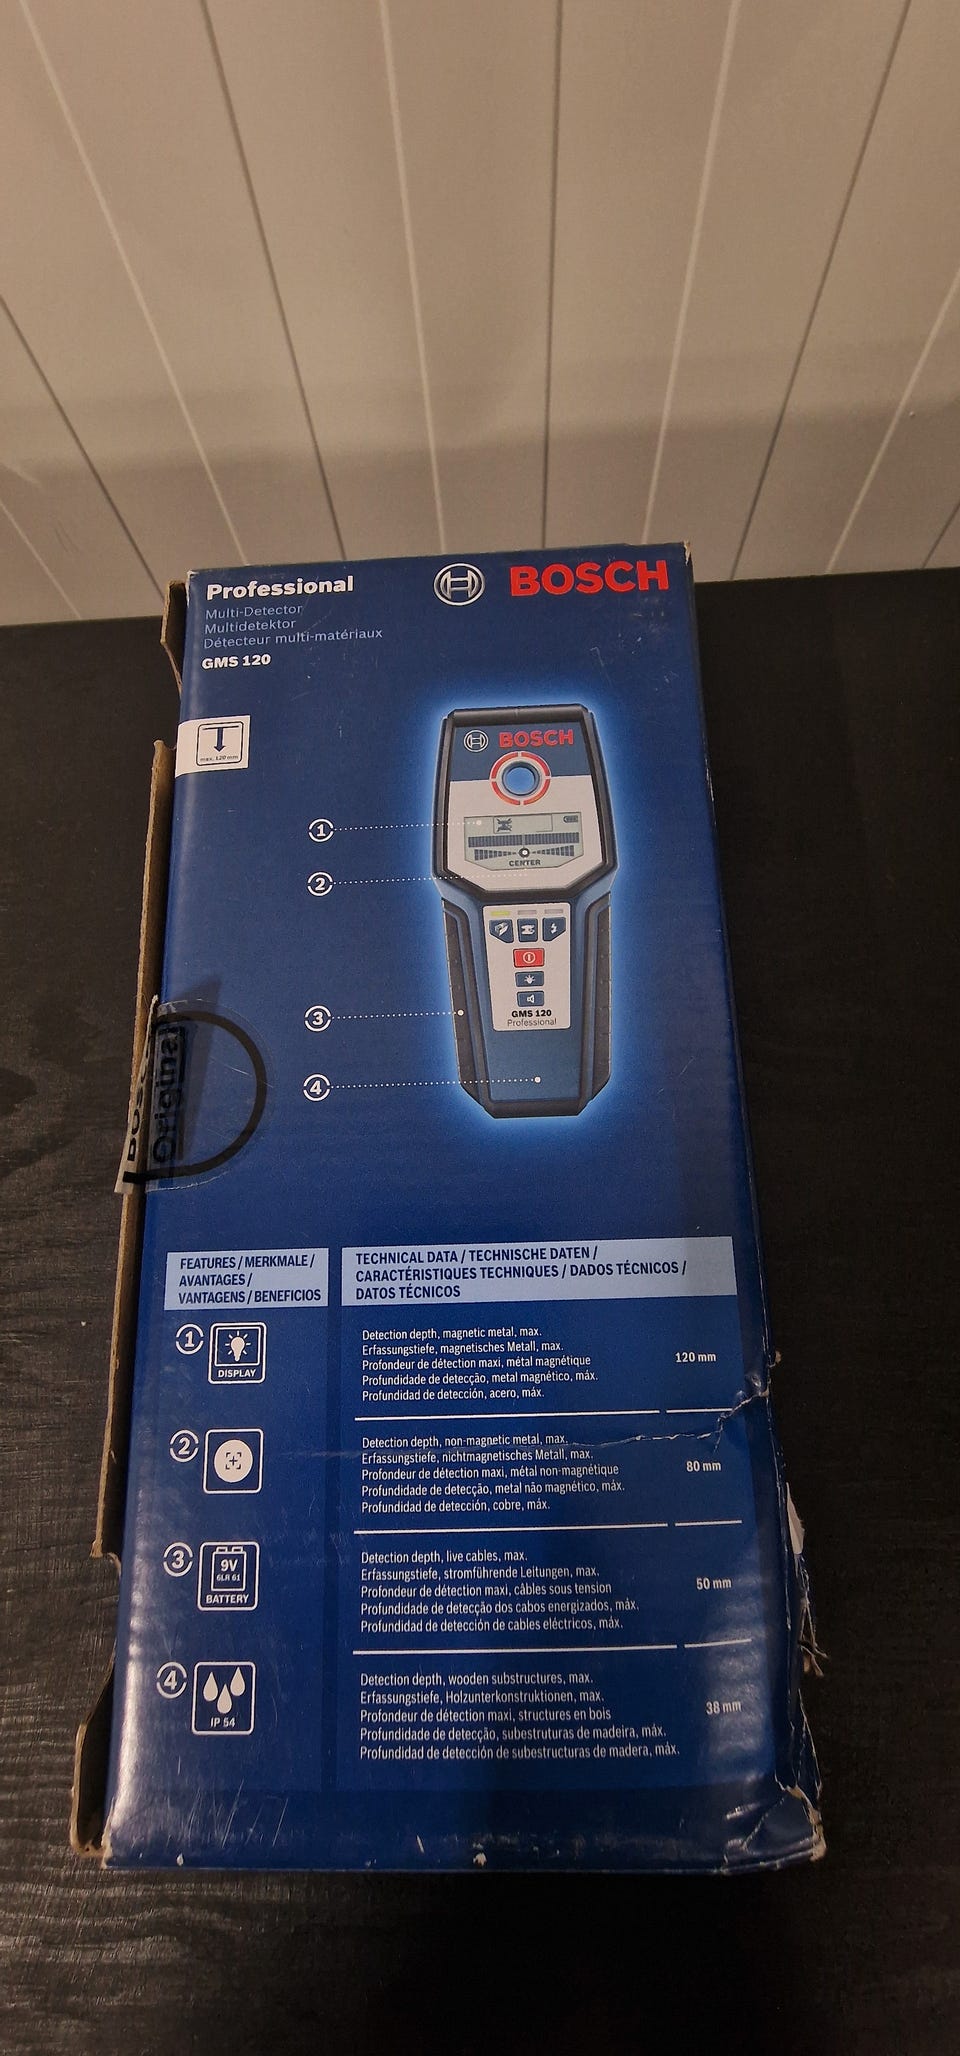 Professional
BOSCH
Multi-Detector
Multidetektor
Détecteur multi-matériaux
GMS 120
max. 120 mm
BOSCH
1
CENTER
2
3
GMS 120
Professional
4
Original
FEATURES / MERKMALE /
AVANTAGES /
VANTAGENS / BENEFICIOS
TECHNICAL DATA / TECHNISCHE DATEN /
CARACTÉRISTIQUES TECHNIQUES / DADOS TÉCNICOS /
DATOS TÉCNICOS
1
DISPLAY
Detection depth, magnetic metal, max.
Erfassungstiefe, magnetisches Metall, max.
Profondeur de détection maxi, métal magnétique
Profundidade de detecção, metal magnético, máx.
Profundidad de detección, acero, máx.
120 mm
2
Detection depth, non-magnetic metal, max.
Erfassungstiefe, nichtmagnetisches Metall, max.
Profondeur de détection maxi, métal non-magnétique
Profundidade de detecção, metal não magnético, máx.
Profundidad de detección, cobre, máx.
80 mm
3
9V
6LR 61
BATTERY
Detection depth, live cables, max.
Erfassungstiefe, stromführende Leitungen, max.
Profondeur de détection maxi, câbles sous tension
Profundidade de detecção dos cabos energizados, máx.
Profundidad de detección de cables eléctricos, máx.
50 mm
4
IP 54
Detection depth, wooden substructures, max.
Erfassungstiefe, Holzunterkonstruktionen, max.
Profondeur de détection maxi, structures en bois
Profundidade de detecção, subestruturas de madeira, máx.
Profundidad de detección de subestructuras de madera, máx.
38 mm